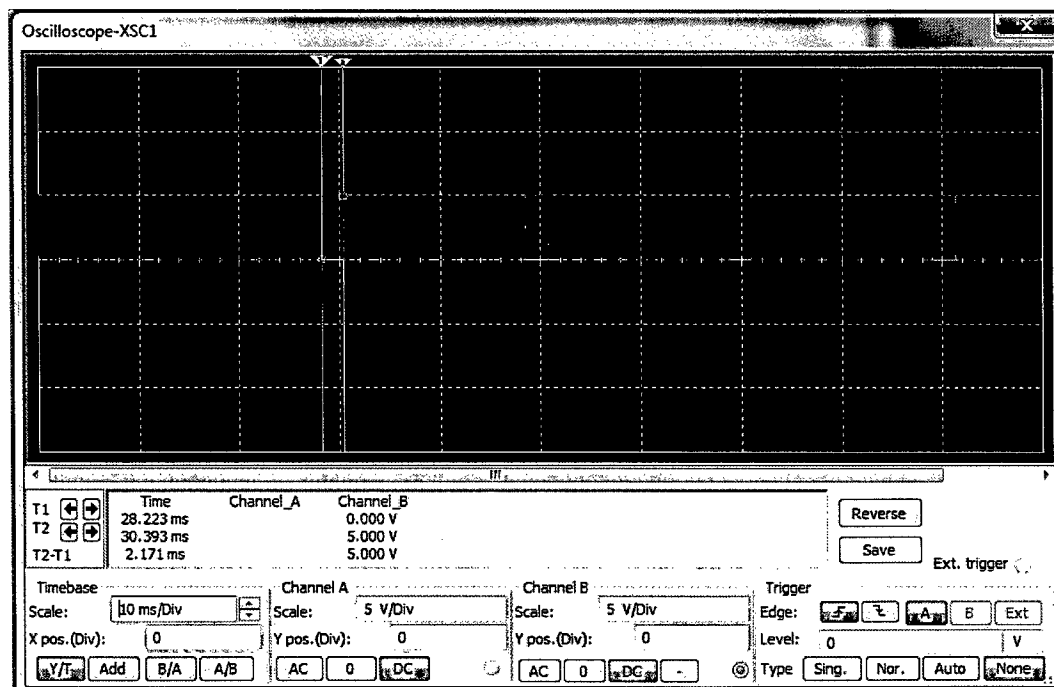 Oscilloscope-XSC1
Time Channel_A Channel_B
T1 28.223 ms 0.000 V
T2 30.393 ms 5.000 V
T2-T1 2.171 ms 5.000 V
Reverse
Save
Ext. trigger
Timebase
Scale: 10 ms/Div
X pos.(Div): 0
Y/T Add B/A A/B
Channel A
Scale: 5 V/Div
Y pos.(Div): 0
AC 0 DC
Channel B
Scale: 5 V/Div
Y pos.(Div): 0
AC 0 DC -
Trigger
Edge: A B Ext
Level: 0 V
Type Sing. Nor. Auto None